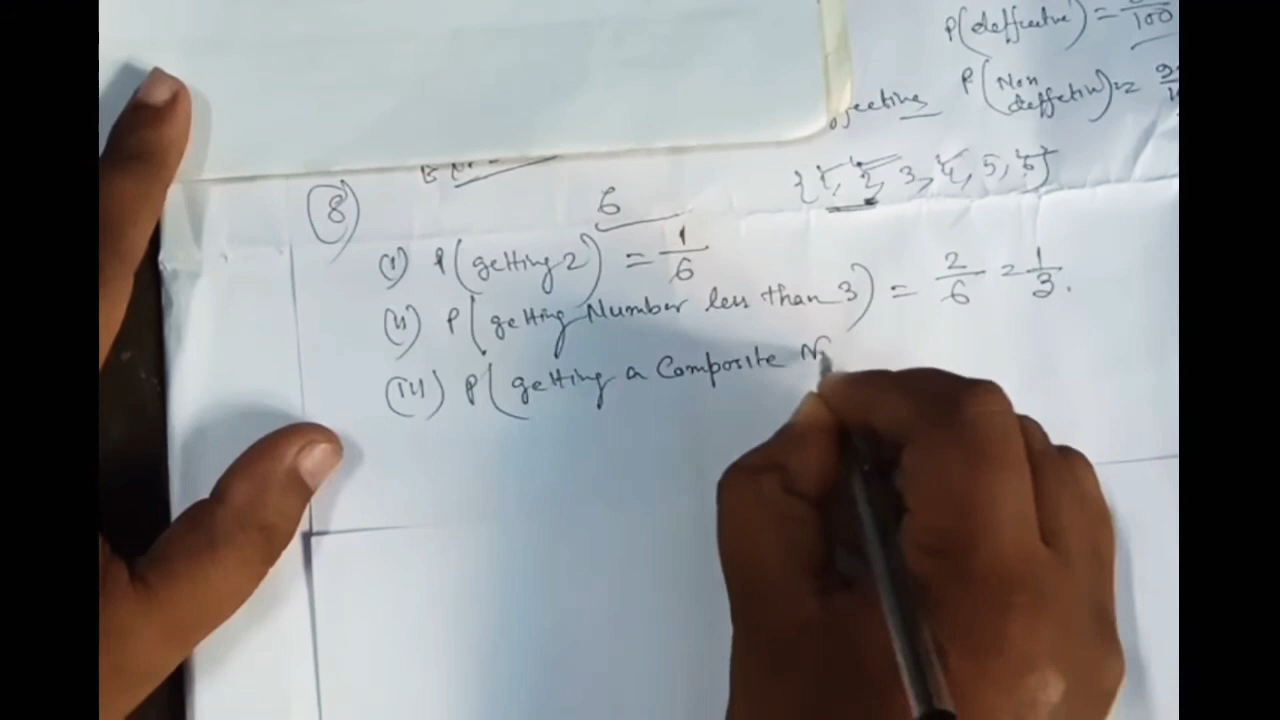 P(deffective) = /100
P(Non deffective) =
{1, 2, 3, 4, 5, 6}
(8)
6
(i) P(getting 2) = 1/6
(ii) P(getting Number less than 3) = 2/6 = 1/3.
(iii) P(getting a Composite N